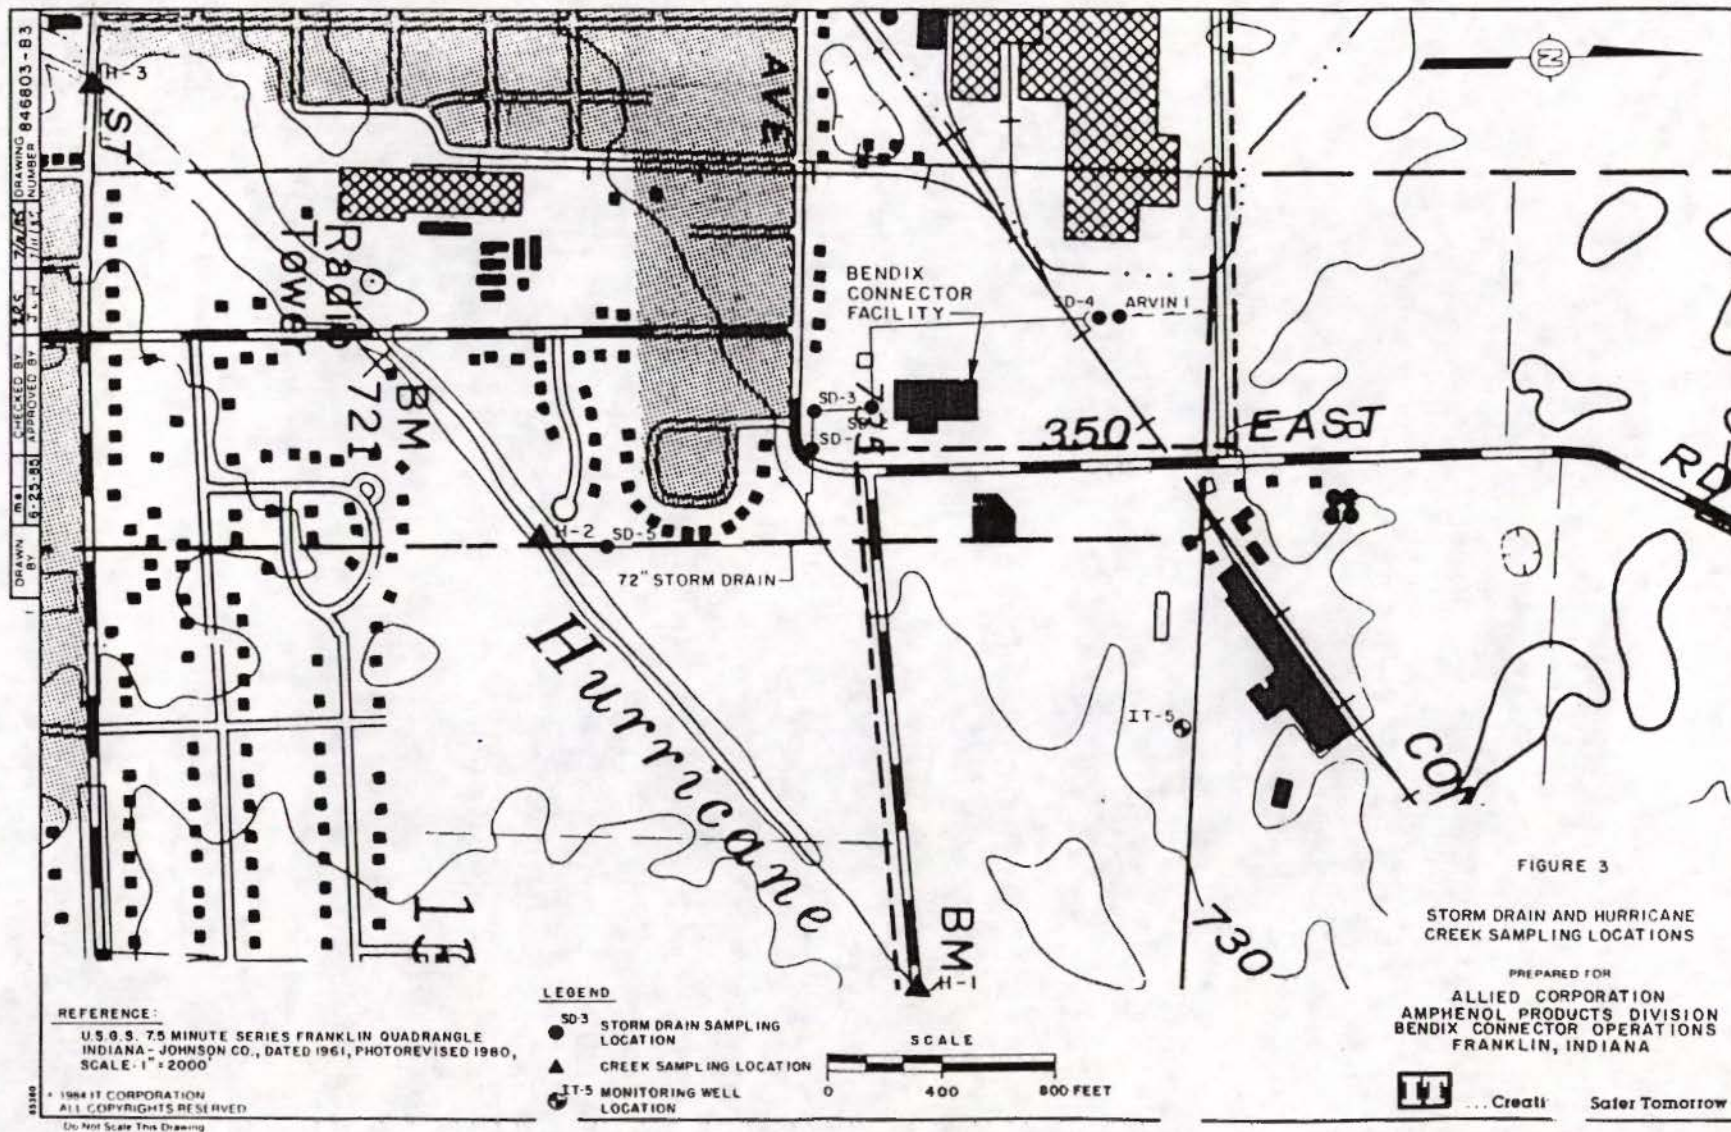 DRAWING NUMBER 846803-B3
CHECKED BY
APPROVED BY
DRAWN BY
6-25-85
H-3
ST
AVE
Radio
Tower
BM
721
BENDIX
CONNECTOR
FACILITY
SD-4
ARVIN 1
SD-3
735
350
EAST
RD
H-2
SD-5
72" STORM DRAIN
Hurricane
IT-5
BM
H-1
730
FIGURE 3
STORM DRAIN AND HURRICANE
CREEK SAMPLING LOCATIONS
PREPARED FOR
ALLIED CORPORATION
AMPHENOL PRODUCTS DIVISION
BENDIX CONNECTOR OPERATIONS
FRANKLIN, INDIANA
REFERENCE:
U.S.G.S. 7.5 MINUTE SERIES FRANKLIN QUADRANGLE
INDIANA - JOHNSON CO., DATED 1961, PHOTOREVISED 1980,
SCALE: 1" = 2000'
1984 IT CORPORATION
ALL COPYRIGHTS RESERVED
Do Not Scale This Drawing
LEGEND
SD-3 STORM DRAIN SAMPLING
LOCATION
CREEK SAMPLING LOCATION
IT-5 MONITORING WELL
LOCATION
SCALE
0 400 800 FEET
IT
Safer Tomorrow